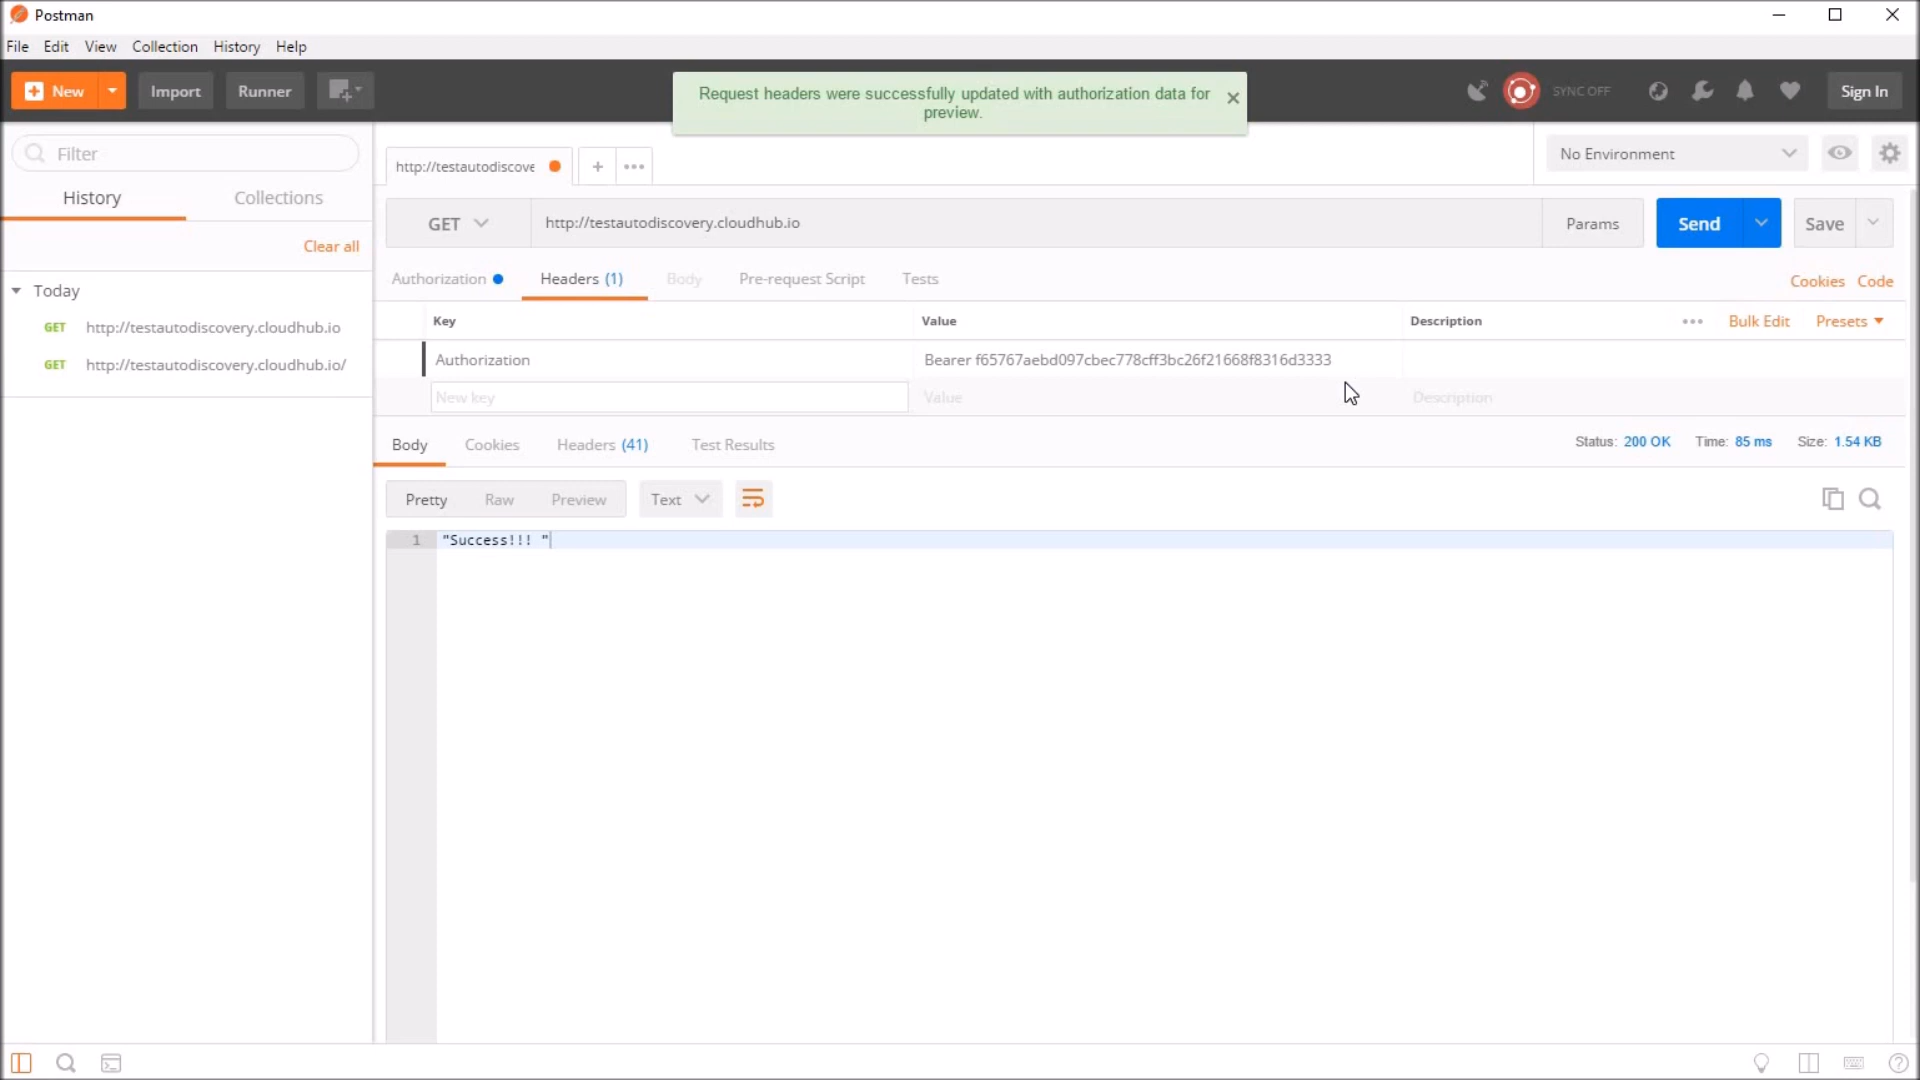 Postman
File Edit View Collection History Help
New Import Runner
Request headers were successfully updated with authorization data for
preview.
SYNC OFF
Sign In
Filter
History Collections
Clear all
Today
GET http://testautodiscovery.cloudhub.io
GET http://testautodiscovery.cloudhub.io/
http://testautodiscove
No Environment
GET http://testautodiscovery.cloudhub.io Params Send Save
Authorization Headers (1) Body Pre-request Script Tests Cookies Code
Key Value Description Bulk Edit Presets
Authorization Bearer f65767aebd097cbec778cff3bc26f21668f8316d3333
New key Value Description
Body Cookies Headers (41) Test Results Status: 200 OK Time: 85 ms Size: 1.54 KB
Pretty Raw Preview Text
1 "Success!!! "